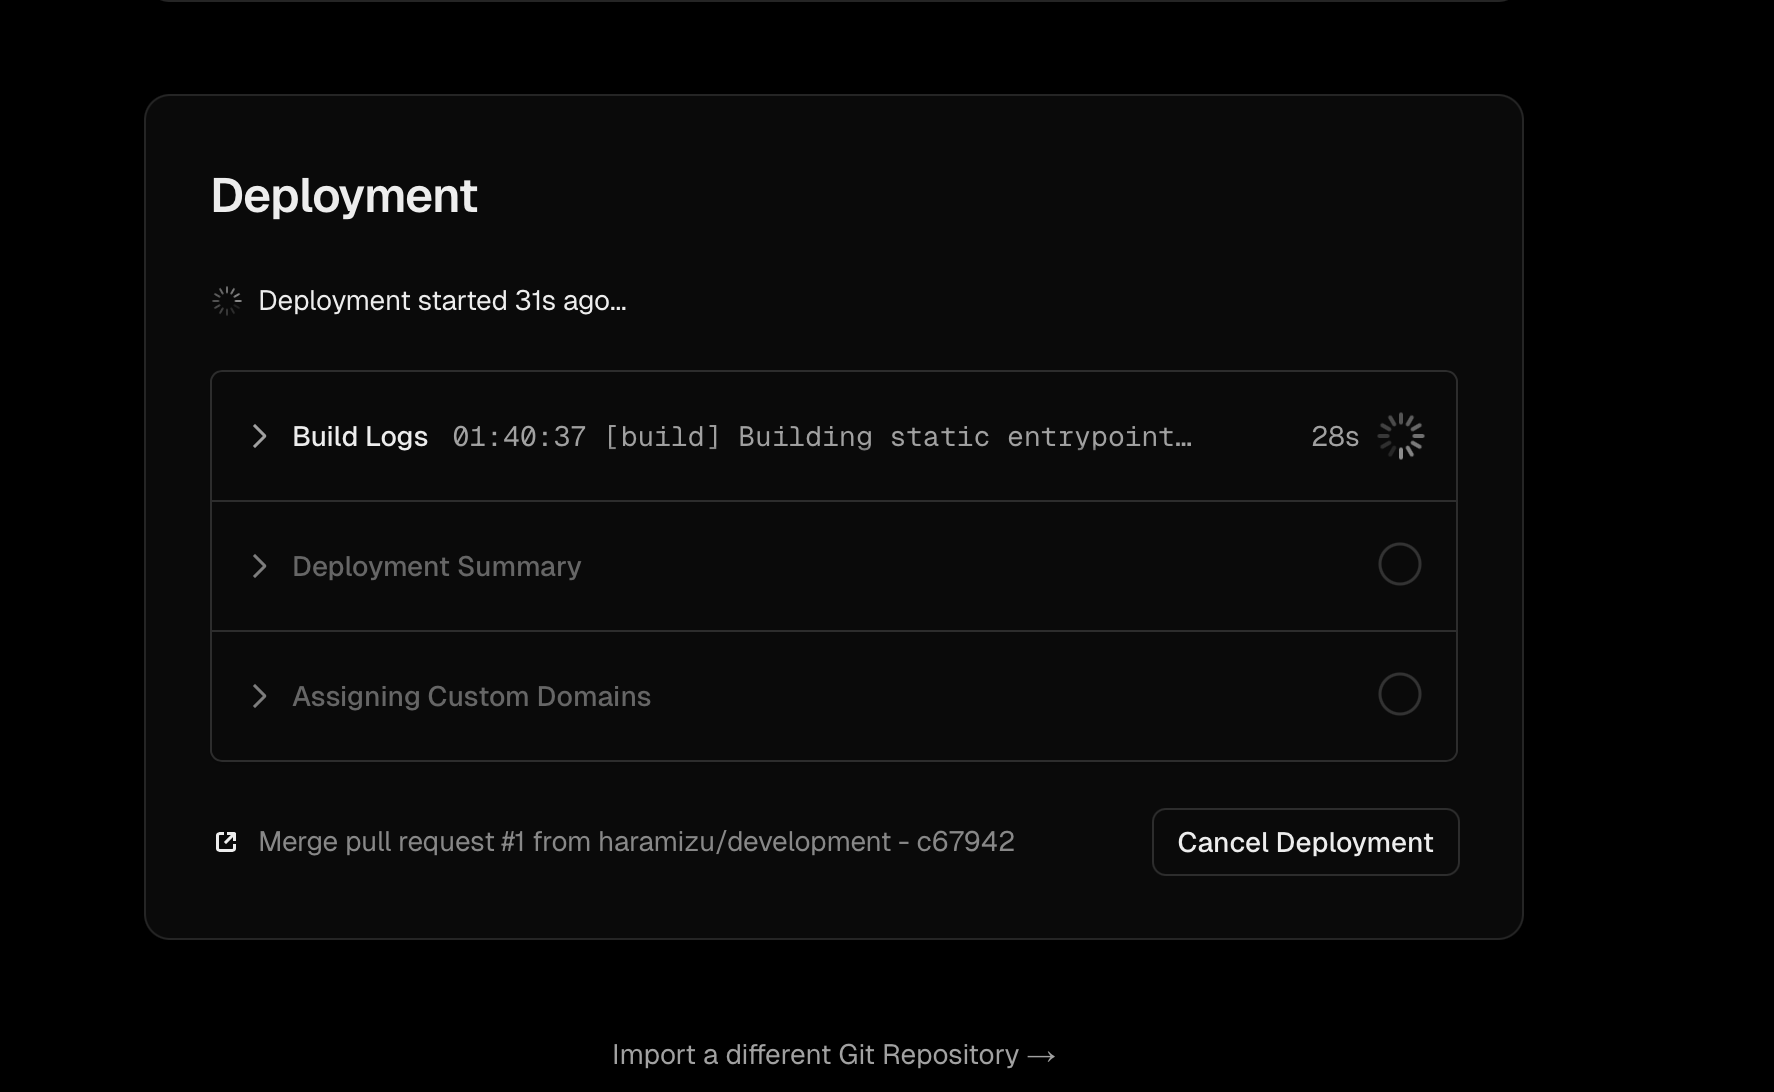 Deployment
Deployment started 31s ago...
Build Logs 01:40:37 [build] Building static entrypoint… 28s
Deployment Summary
Assigning Custom Domains
Merge pull request #1 from haramizu/development - c67942
Cancel Deployment
Import a different Git Repository →